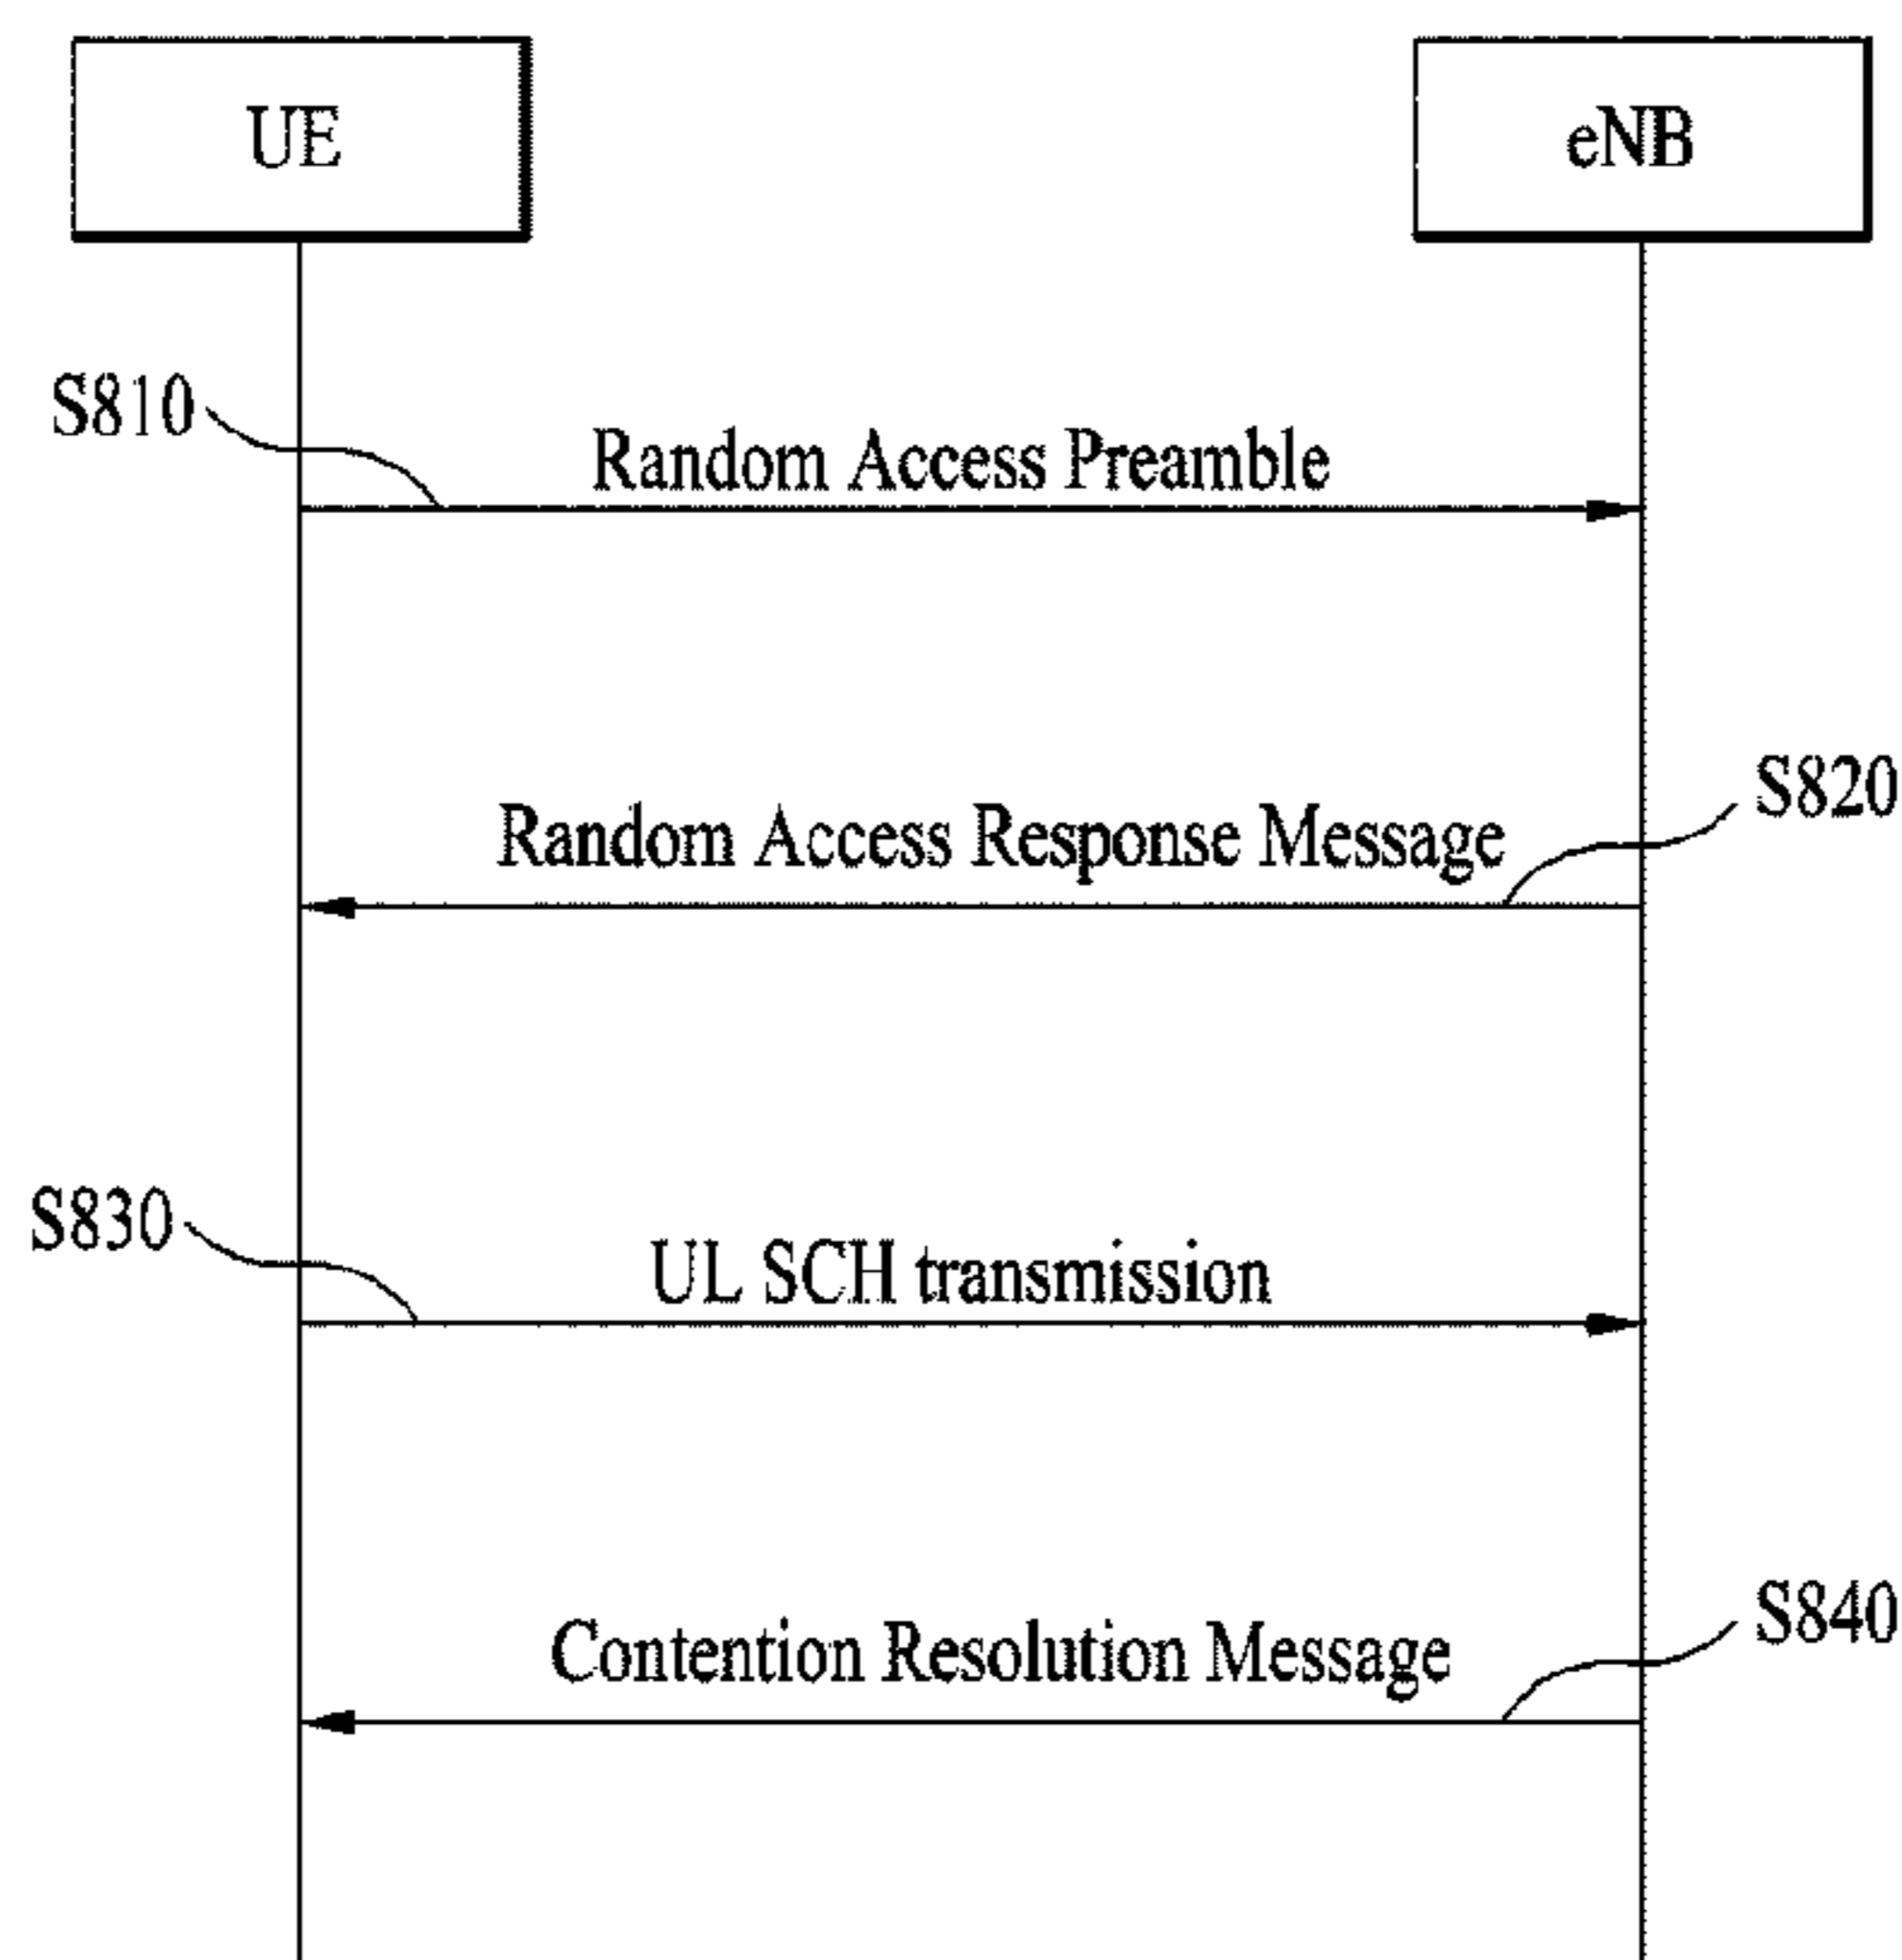 UE
eNB
S810
Random Access Preamble
S820
Random Access Response Message
S830
UL SCH transmission
S840
Contention Resolution Message